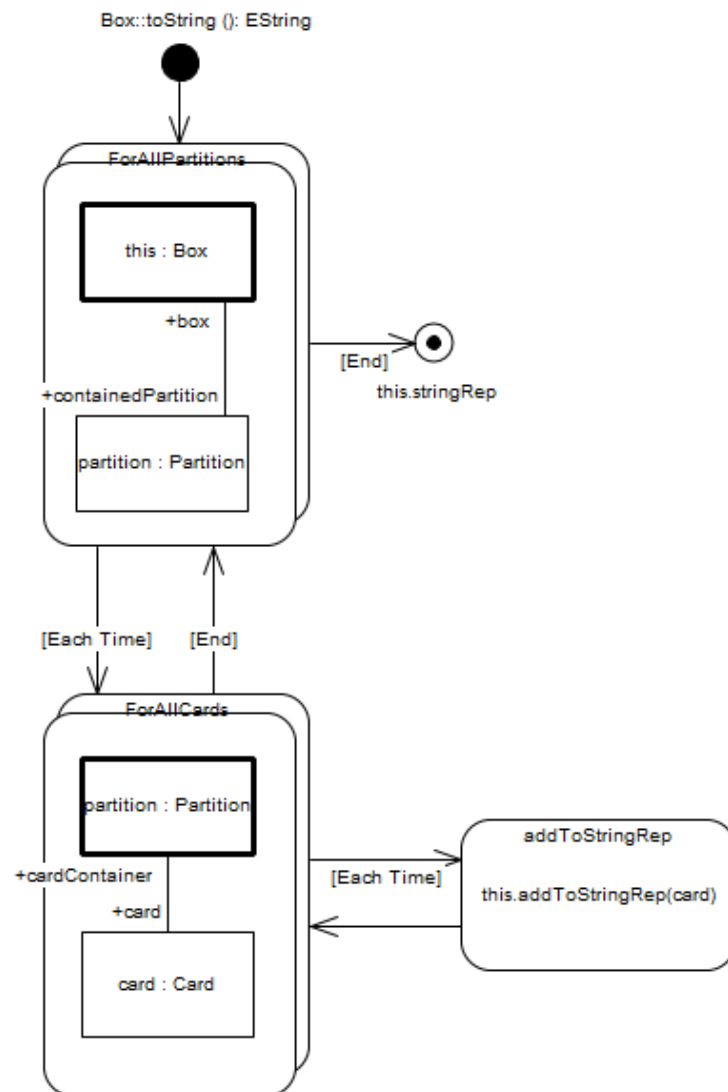 Box::toString (): EString
ForAllPartitions
this : Box
+box
[End]
this.stringRep
+containedPartition
partition : Partition
[Each Time]
[End]
ForAllCards
partition : Partition
+cardContainer
+card
card : Card
[Each Time]
addToStringRep
this.addToStringRep(card)